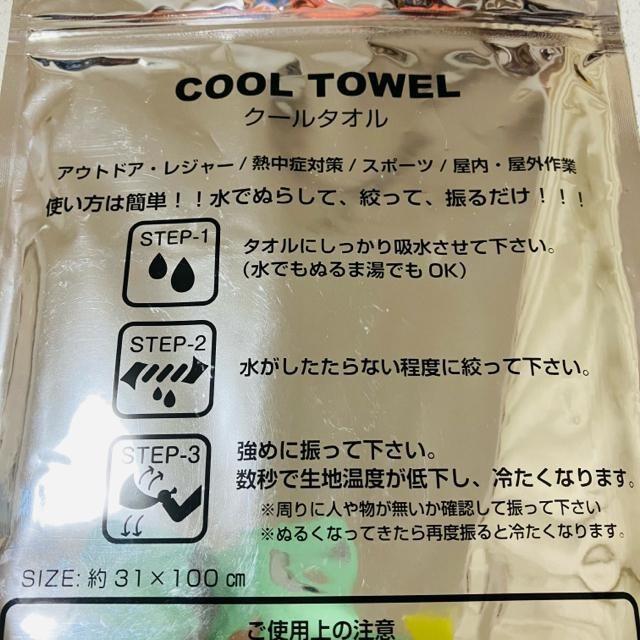 COOL TOWEL
クールタオル
アウトドア・レジャー / 熱中症対策 / スポーツ / 屋内・屋外作業
使い方は簡単！！水でぬらして、絞って、振るだけ！！！
STEP-1
タオルにしっかり吸水させて下さい。
（水でもぬるま湯でも OK）
STEP-2
水がしたたらない程度に絞って下さい。
STEP-3
強めに振って下さい。
数秒で生地温度が低下し、冷たくなります。
※周りに人や物が無いか確認して振って下さい
※ぬるくなってきたら再度振ると冷たくなります。
SIZE: 約 31×100 ㎝
ご使用上の注意